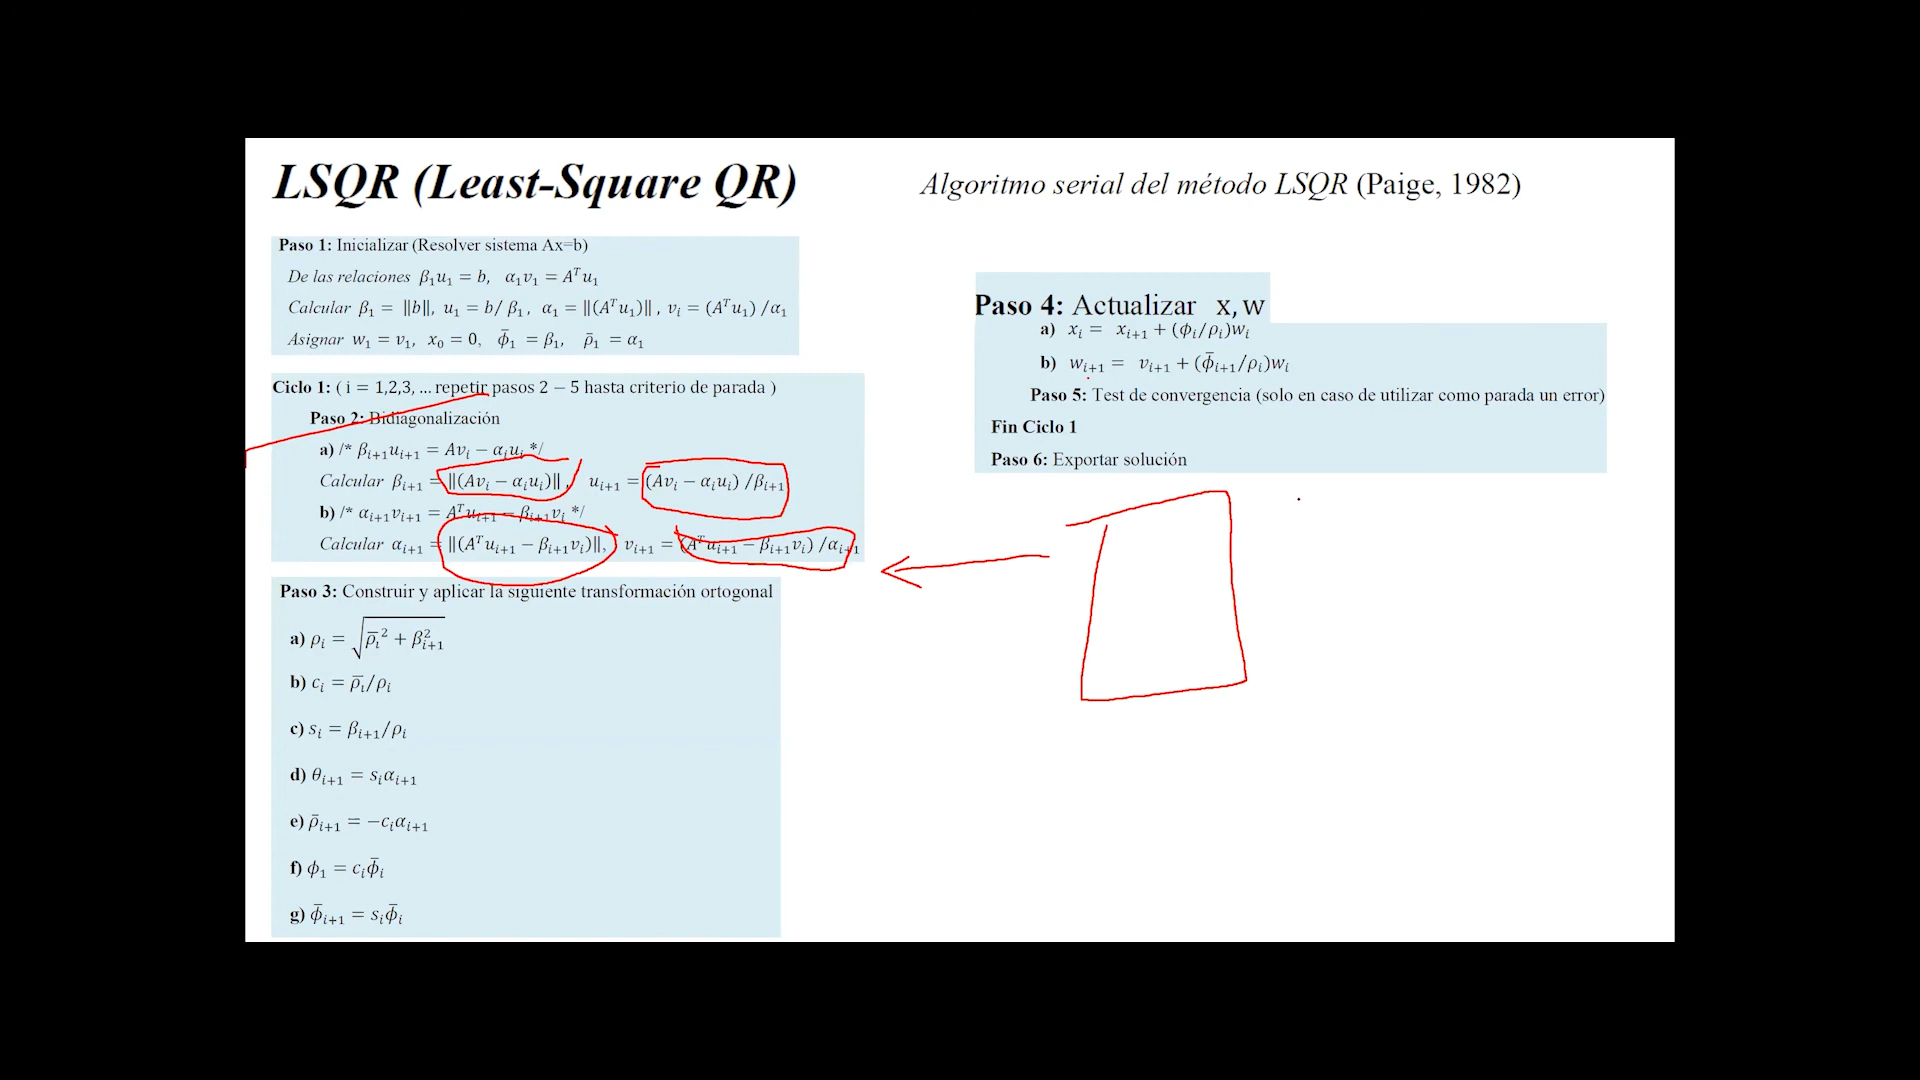 LSQR (Least-Square QR)
Algoritmo serial del método LSQR (Paige, 1982)
Paso 1: Inicializar (Resolver sistema Ax=b)
De las relaciones β₁u₁ = b, α₁v₁ = Aᵀu₁
Calcular β₁ = ‖b‖, u₁ = b/ β₁ , α₁ = ‖(Aᵀu₁)‖ , vᵢ = (Aᵀu₁) /α₁
Asignar w₁ = v₁, x₀ = 0, ϕ̄₁ = β₁, ρ̄₁ = α₁
Ciclo 1: ( i = 1,2,3, … repetir pasos 2 − 5 hasta criterio de parada )
Paso 2: Bidiagonalización
a) /* βᵢ₊₁uᵢ₊₁ = Avᵢ − αᵢuᵢ */
Calcular βᵢ₊₁ = ‖(Avᵢ − αᵢuᵢ)‖ , uᵢ₊₁ = (Avᵢ − αᵢuᵢ) /βᵢ₊₁
b) /* αᵢ₊₁vᵢ₊₁ = Aᵀuᵢ₊₁ − βᵢ₊₁vᵢ */
Calcular αᵢ₊₁ = ‖(Aᵀuᵢ₊₁ − βᵢ₊₁vᵢ)‖, vᵢ₊₁ = (Aᵀuᵢ₊₁ − βᵢ₊₁vᵢ) /αᵢ₊₁
Paso 3: Construir y aplicar la siguiente transformación ortogonal
a) ρᵢ = √(ρ̄ᵢ² + β²ᵢ₊₁)
b) cᵢ = ρ̄ᵢ/ρᵢ
c) sᵢ = βᵢ₊₁/ρᵢ
d) θᵢ₊₁ = sᵢαᵢ₊₁
e) ρ̄ᵢ₊₁ = −cᵢαᵢ₊₁
f) ϕ₁ = cᵢϕ̄ᵢ
g) ϕ̄ᵢ₊₁ = sᵢϕ̄ᵢ
Paso 4: Actualizar x, w
a) xᵢ = xᵢ₊₁ + (ϕᵢ/ρᵢ)wᵢ
b) wᵢ₊₁ = vᵢ₊₁ + (ϕ̄ᵢ₊₁/ρᵢ)wᵢ
Paso 5: Test de convergencia (solo en caso de utilizar como parada un error)
Fin Ciclo 1
Paso 6: Exportar solución